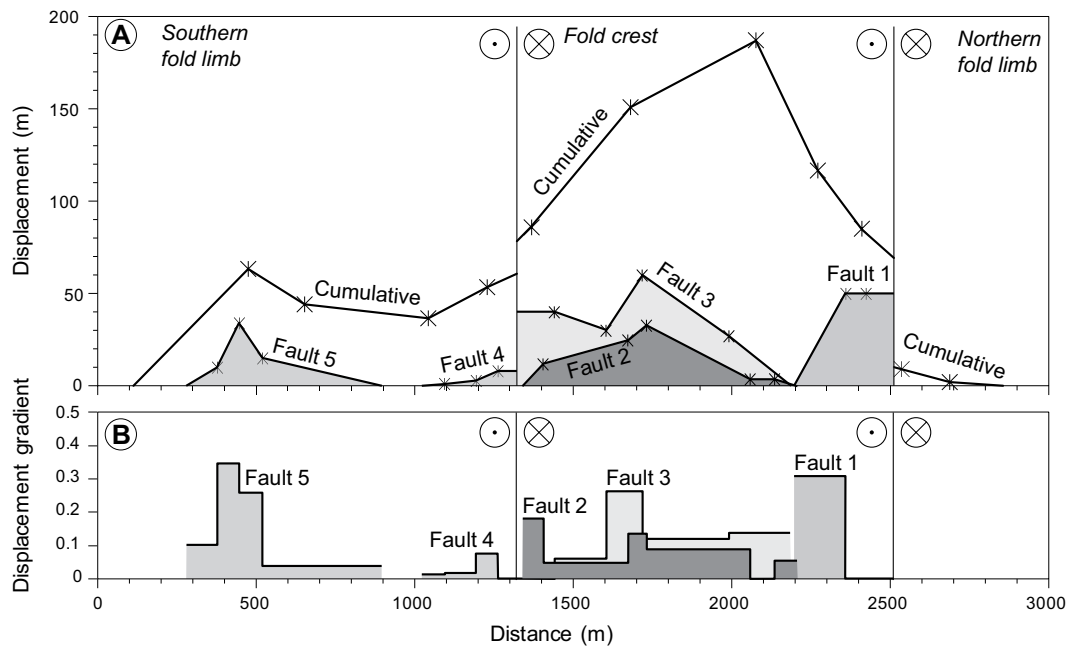 200
150
100
50
0
Displacement (m)
A
Southern
fold limb
Fold crest
Northern
fold limb
Cumulative
Cumulative
Cumulative
Fault 5
Fault 4
Fault 3
Fault 2
Fault 1
0.5
0.4
0.3
0.2
0.1
0
Displacement gradient
B
Fault 5
Fault 4
Fault 2
Fault 3
Fault 1
0 500 1000 1500 2000 2500 3000
Distance (m)